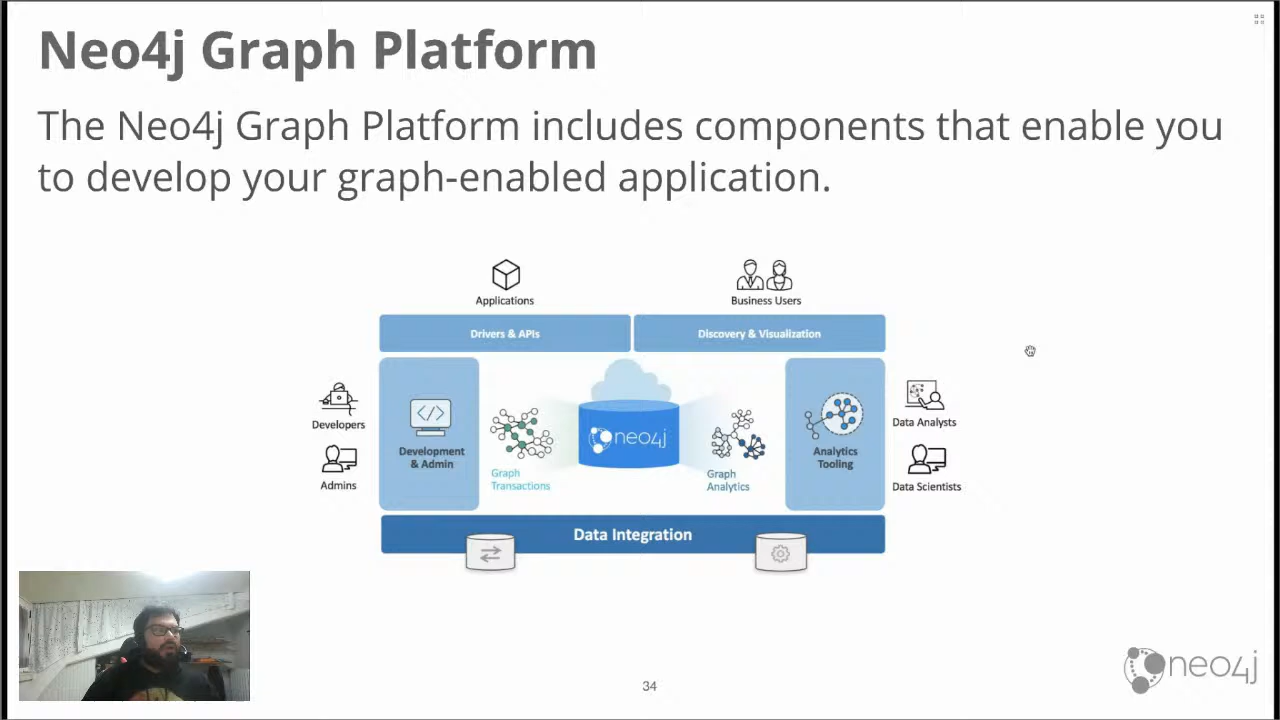 Neo4j Graph Platform
The Neo4j Graph Platform includes components that enable you
to develop your graph-enabled application.
Applications
Business Users
Drivers & APIs
Discovery & Visualization
Developers
Admins
Development
& Admin
Graph
Transactions
neo4j
Graph
Analytics
Analytics
Tooling
Data Analysts
Data Scientists
Data Integration
34
neo4j